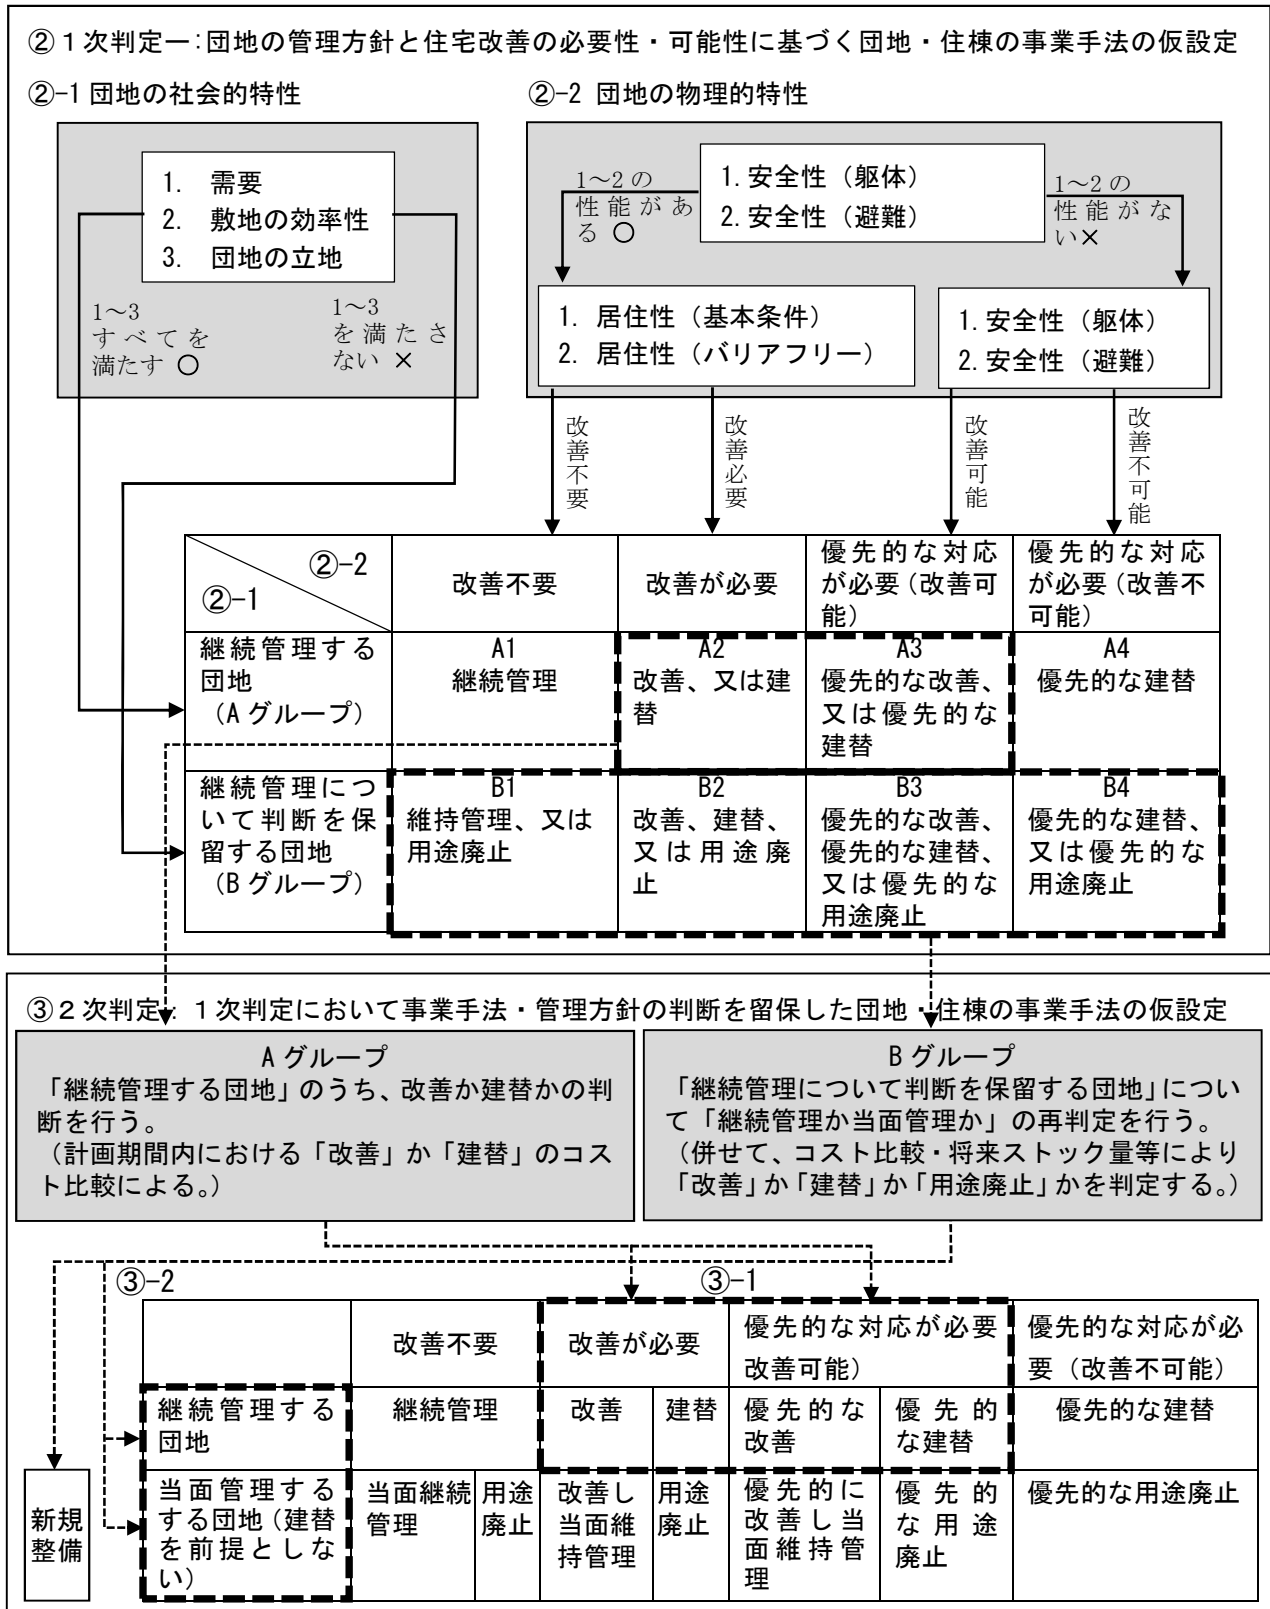 ②１次判定一:団地の管理方針と住宅改善の必要性・可能性に基づく団地・住棟の事業手法の仮設定
②-1 団地の社会的特性
②-2 団地の物理的特性
1. 需要
2. 敷地の効率性
3. 団地の立地
1～3
すべてを
満たす ○
1～3
を満たさ
ない ×
1～2 の
性能があ
る ○
1.安全性（躯体）
2.安全性（避難）
1～2 の
性能がな
い×
1. 居住性（基本条件）
2. 居住性（バリアフリー）
1.安全性（躯体）
2.安全性（避難）
改善不要
改善必要
改善可能
改善不可能
②-2
②-1
改善不要
改善が必要
優先的な対応
が必要（改善可
能）
優先的な対応
が必要（改善不
可能）
継続管理する
団地
（A グループ）
A1
継続管理
A2
改善、又は建
替
A3
優先的な改善、
又は優先的な
建替
A4
優先的な建替
継続管理につ
いて判断を保
留する団地
（B グループ）
B1
維持管理、又は
用途廃止
B2
改善、建替、
又は用途廃
止
B3
優先的な改善、
優先的な建替、
又は優先的な
用途廃止
B4
優先的な建替、
又は優先的な
用途廃止
③２次判定：１次判定において事業手法・管理方針の判断を留保した団地・住棟の事業手法の仮設定
A グループ
「継続管理する団地」のうち、改善か建替かの判
断を行う。
（計画期間内における「改善」か「建替」のコス
ト比較による。）
B グループ
「継続管理について判断を保留する団地」につい
て「継続管理か当面管理か」の再判定を行う。
（併せて、コスト比較・将来ストック量等により
「改善」か「建替」か「用途廃止」かを判定する。）
③-2
③-1
改善不要
改善が必要
優先的な対応が必要
改善可能）
優先的な対応が必
要（改善不可能）
継続管理する
団地
継続管理
改善
建替
優先的な
改善
優先的
な建替
優先的な建替
新規
整備
当面管理する
する団地（建替
を前提としな
い）
当面継続
管理
用途
廃止
改善し
当面維
持管理
用途
廃止
優先的に
改善し当
面維持管
理
優先的
な用途
廃止
優先的な用途廃止